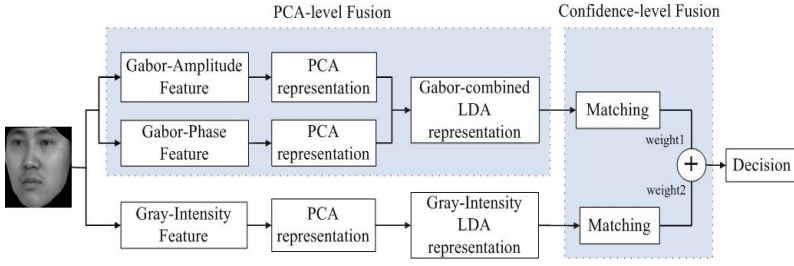 PCA-level Fusion
Confidence-level Fusion
Gabor-Amplitude
Feature
PCA
representation
Gabor-Phase
Feature
PCA
representation
Gabor-combined
LDA
representation
Matching
weight1
+
weight2
Decision
Gray-Intensity
Feature
PCA
representation
Gray-Intensity
LDA
representation
Matching